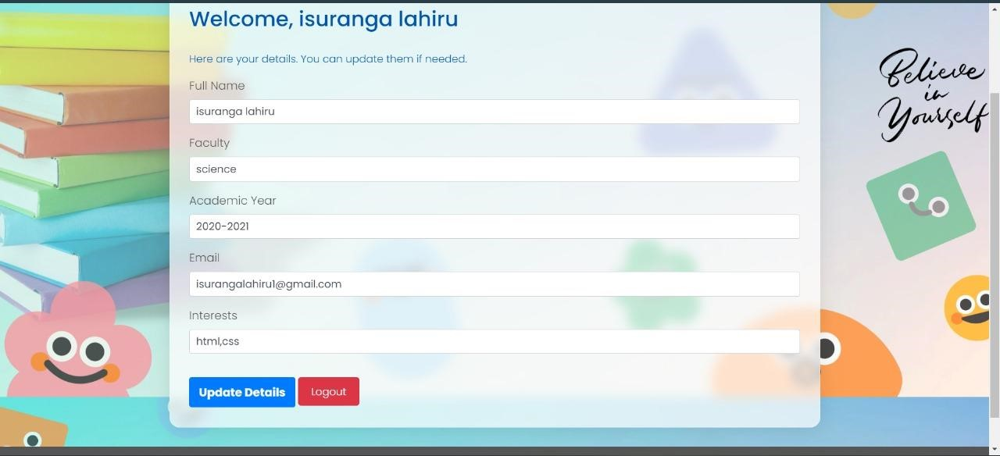 Welcome, isuranga lahiru
Here are your details. You can update them if needed.
Full Name
isuranga lahiru
Faculty
science
Academic Year
2020-2021
Email
isurangalahiru1@gmail.com
Interests
html,css
Update Details Logout
Believe
in
Yourself